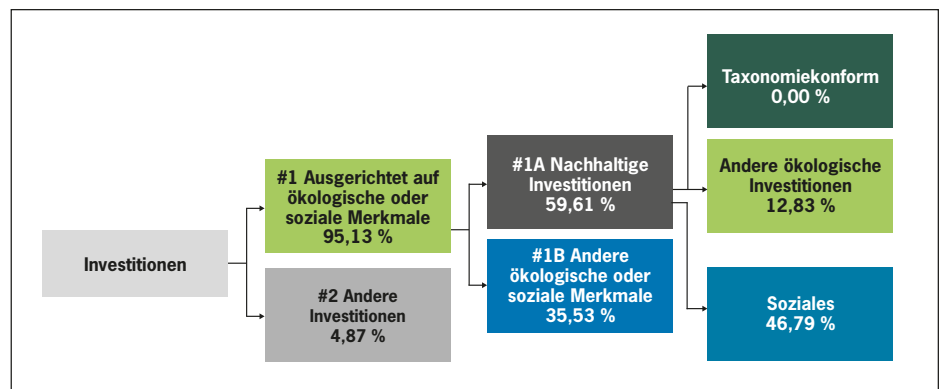 Investitionen
#1 Ausgerichtet auf
ökologische oder
soziale Merkmale
95,13 %
#2 Andere
Investitionen
4,87 %
#1A Nachhaltige
Investitionen
59,61 %
#1B Andere
ökologische oder
soziale Merkmale
35,53 %
Taxonomiekonform
0,00 %
Andere ökologische
Investitionen
12,83 %
Soziales
46,79 %